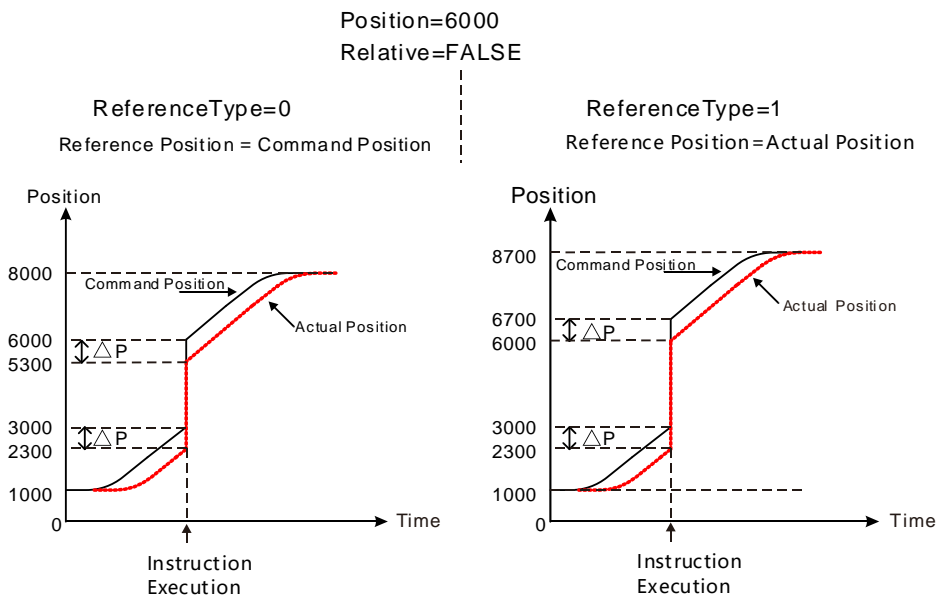 Position=6000
Relative=FALSE
ReferenceType=0
Reference Position = Command Position
Position
8000
Command Position
Actual Position
6000
△P
5300
3000
△P
2300
1000
0
Time
Instruction
Execution
ReferenceType=1
Reference Position=Actual Position
Position
8700
Command Position
Actual Position
6700
△P
6000
3000
△P
2300
1000
0
Time
Instruction
Execution